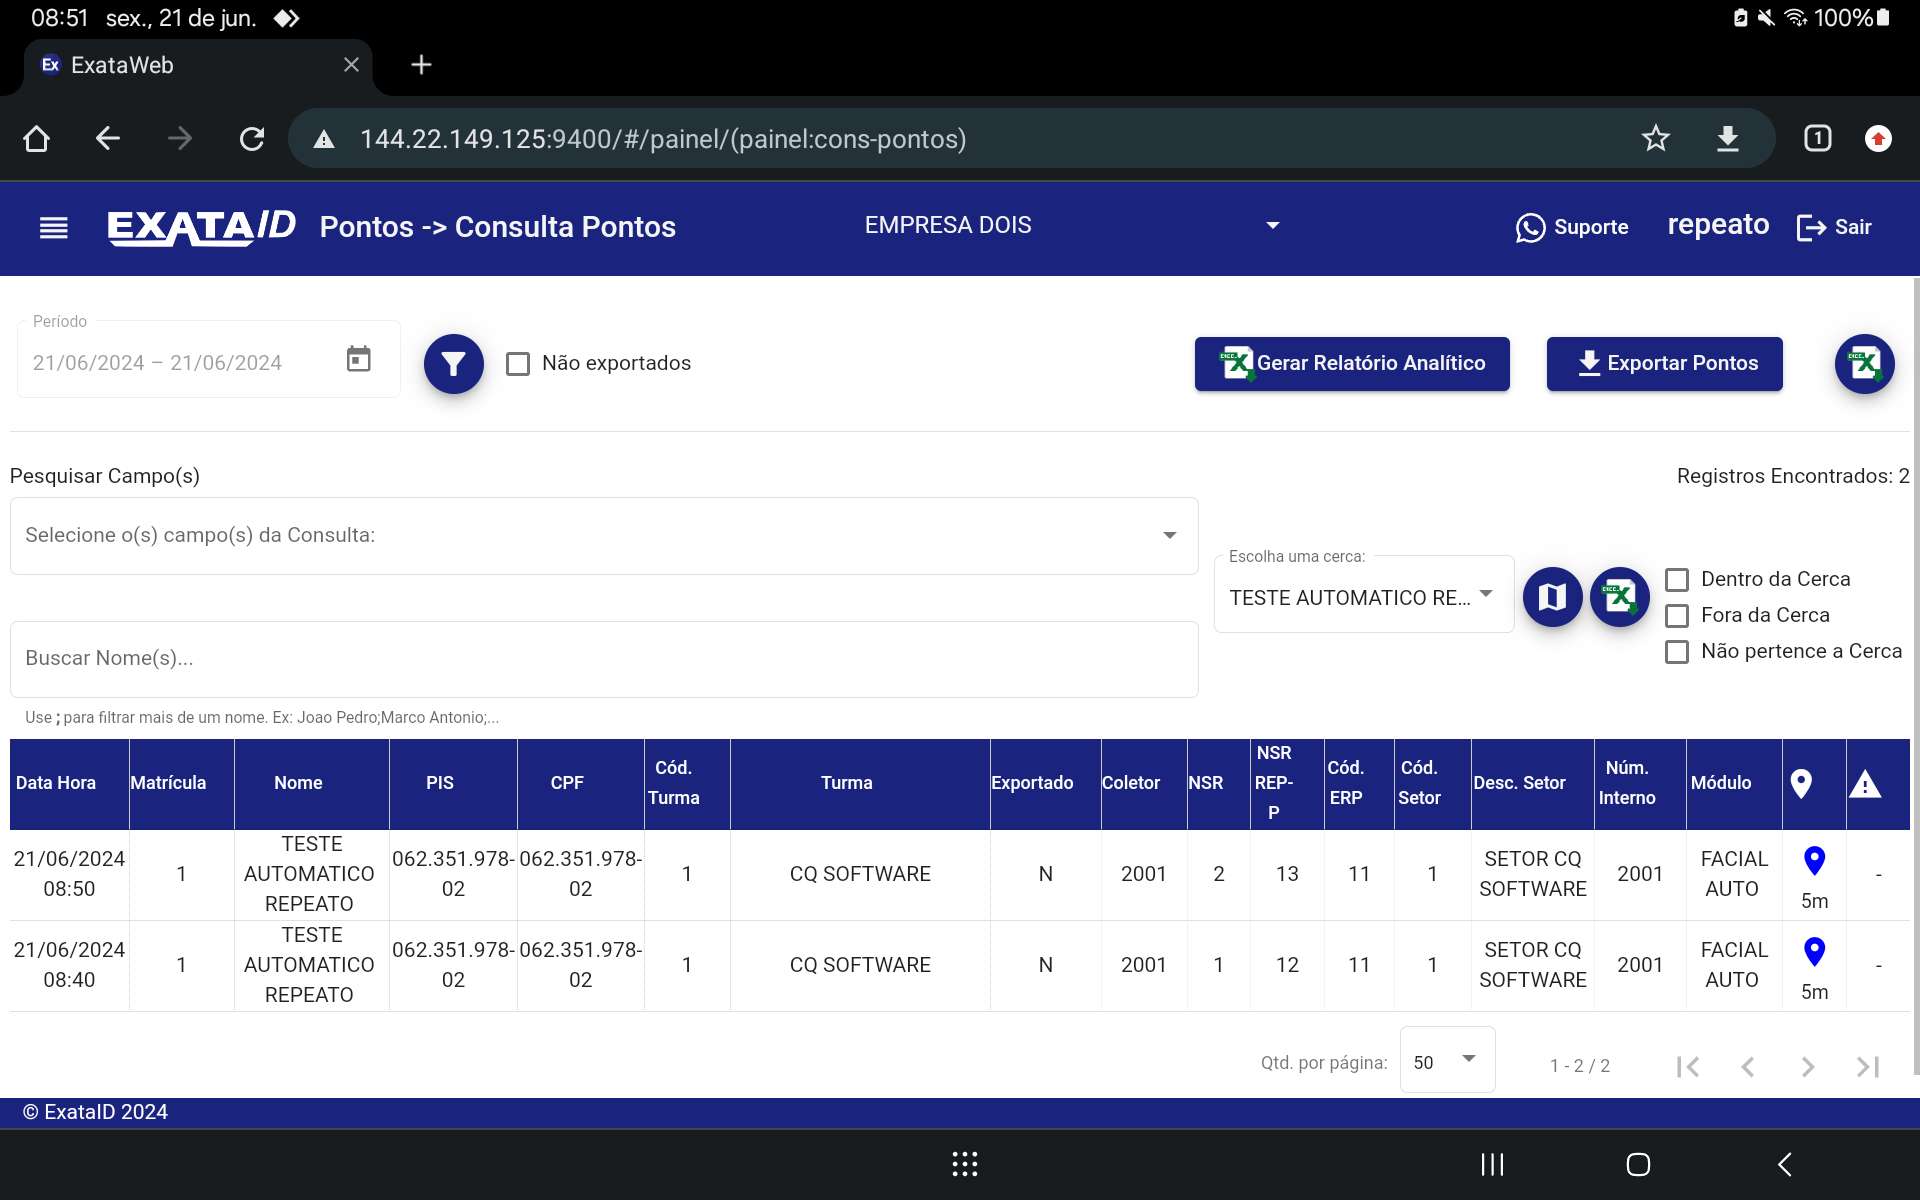 08:51 sex., 21 de jun. 100%
Ex ExataWeb
144.22.149.125:9400/#/painel/(painel:cons-pontos) 1
EXATA/ID Pontos -> Consulta Pontos EMPRESA DOIS Suporte repeato Sair
Período
21/06/2024 – 21/06/2024 Não exportados Gerar Relatório Analítico Exportar Pontos
Pesquisar Campo(s) Registros Encontrados: 2
Selecione o(s) campo(s) da Consulta:
Escolha uma cerca:
TESTE AUTOMATICO RE...
Dentro da Cerca
Fora da Cerca
Não pertence a Cerca
Buscar Nome(s)...
Use ; para filtrar mais de um nome. Ex: Joao Pedro;Marco Antonio;...
Data Hora Matrícula Nome PIS CPF Cód. Turma Turma Exportado Coletor NSR NSR REP-P Cód. ERP Cód. Setor Desc. Setor Núm. Interno Módulo
21/06/2024 08:50 1 TESTE AUTOMATICO REPEATO 062.351.978-02 062.351.978-02 1 CQ SOFTWARE N 2001 2 13 11 1 SETOR CQ SOFTWARE 2001 FACIAL AUTO 5m -
21/06/2024 08:40 1 TESTE AUTOMATICO REPEATO 062.351.978-02 062.351.978-02 1 CQ SOFTWARE N 2001 1 12 11 1 SETOR CQ SOFTWARE 2001 FACIAL AUTO 5m -
Qtd. por página: 50 1 - 2 / 2
© ExataID 2024